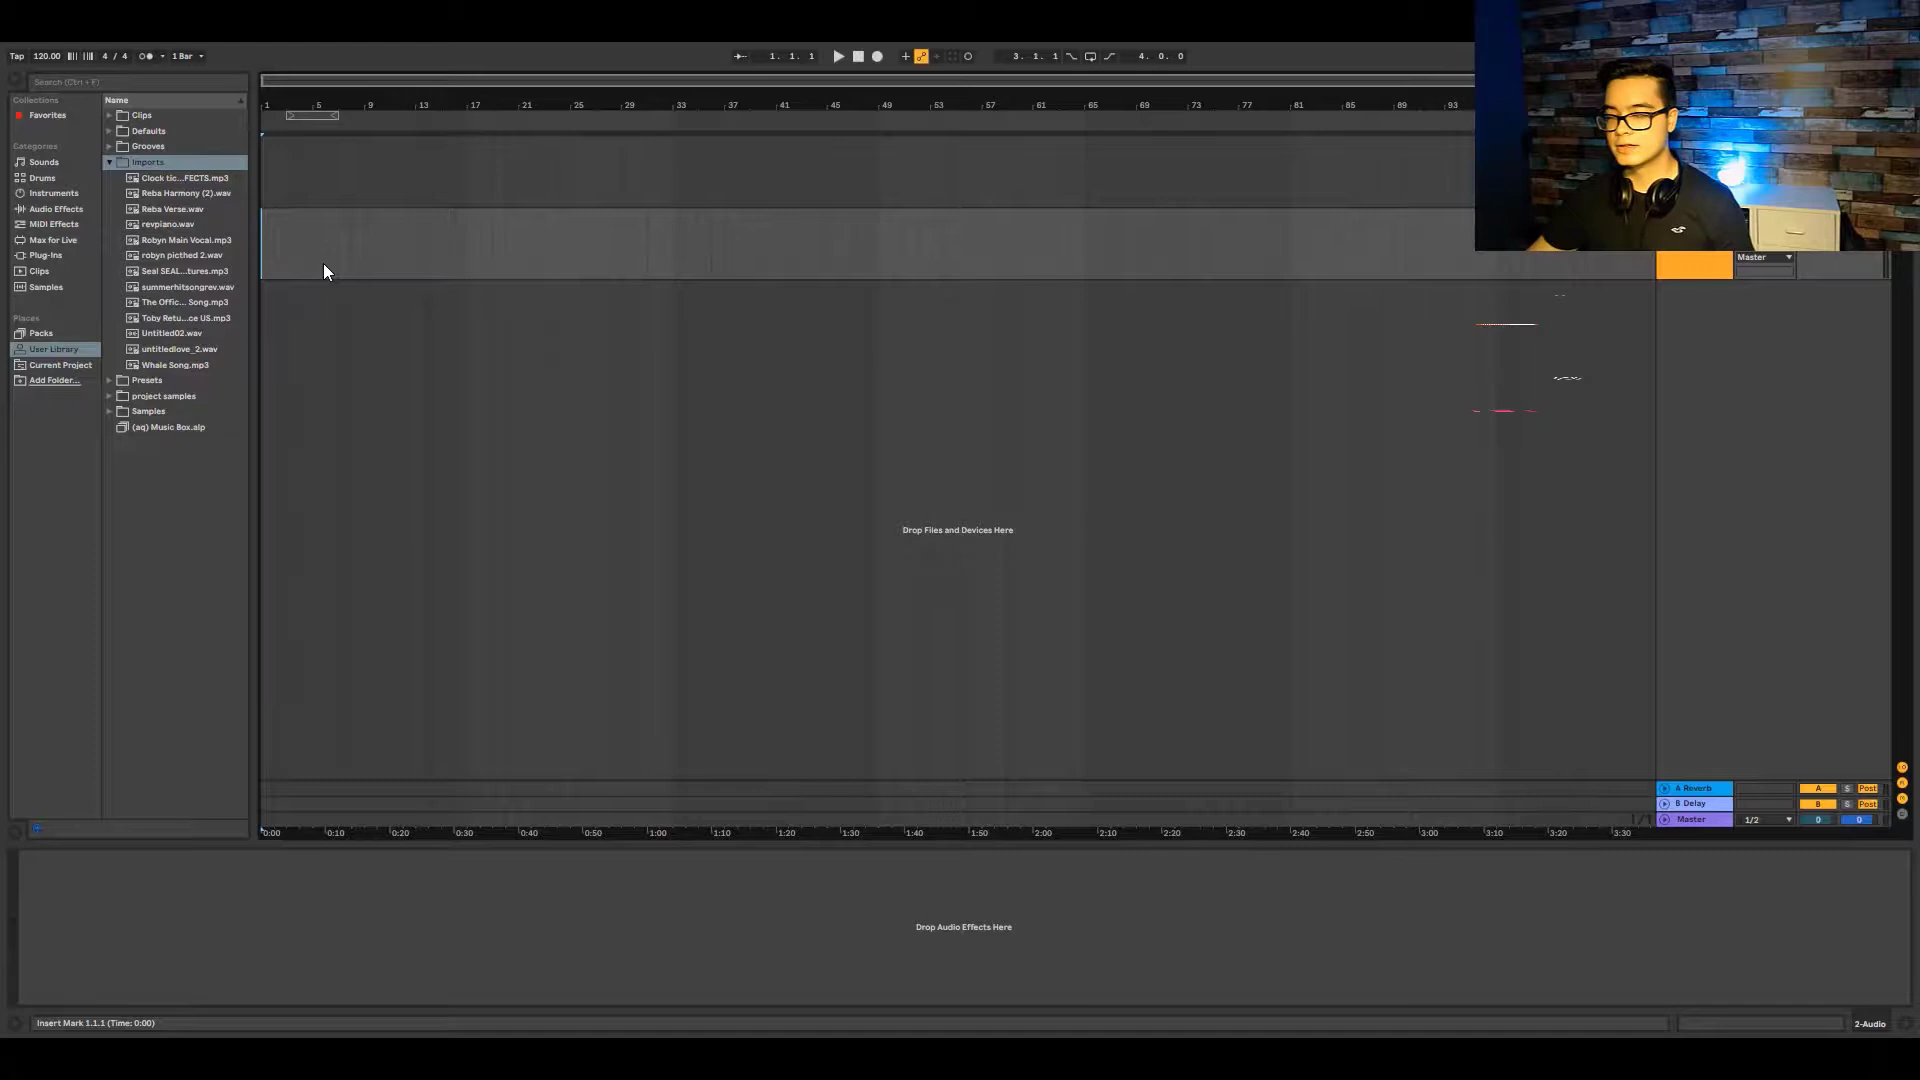 Tap 120.00 4 / 4 1 Bar 1. 1. 1 3. 1. 1 4. 0. 0
Search (Ctrl + F)
Collections
Favorites
Categories
Sounds
Drums
Instruments
Audio Effects
MIDI Effects
Max for Live
Plug-Ins
Clips
Samples
Places
Packs
User Library
Current Project
Add Folder...
Name
Clips
Defaults
Grooves
Imports
Clock tic...FECTS.mp3
Reba Harmony (2).wav
Reba Verse.wav
revpiano.wav
Robyn Main Vocal.mp3
robyn picthed 2.wav
Seal SEAL...tures.mp3
summerhitsongrev.wav
The Offic... Song.mp3
Toby Retu...ce US.mp3
Untitled02.wav
untitledlove_2.wav
Whale Song.mp3
Presets
project samples
Samples
(aq) Music Box.alp
1 5 9 13 17 21 25 29 33 37 41 45 49 53 57 61 65 69 73 77 81 85 89 93
Master
Drop Files and Devices Here
A Reverb A S Post
B Delay B S Post
Master 1/2 0 0
1/1
0:00 0:10 0:20 0:30 0:40 0:50 1:00 1:10 1:20 1:30 1:40 1:50 2:00 2:10 2:20 2:30 2:40 2:50 3:00 3:10 3:20 3:30
Drop Audio Effects Here
Insert Mark 1.1.1 (Time: 0:00)
2-Audio